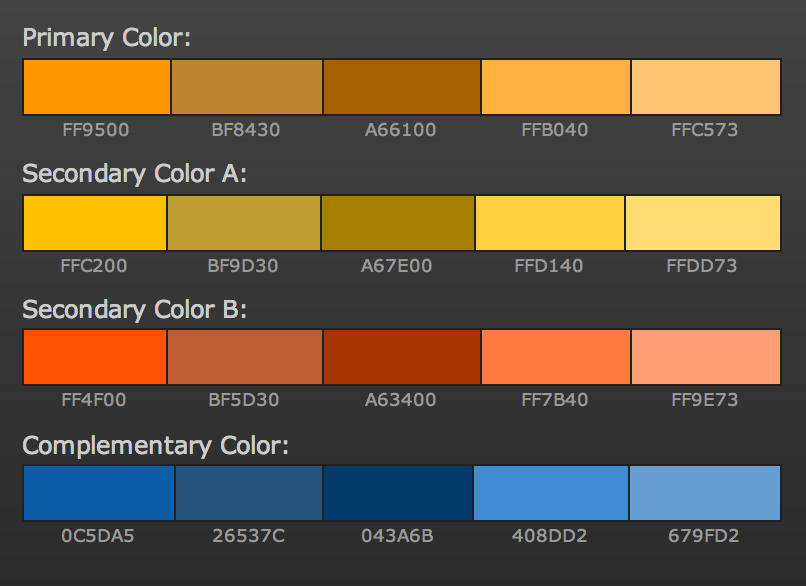 Primary Color:
FF9500 BF8430 A66100 FFB040 FFC573
Secondary Color A:
FFC200 BF9D30 A67E00 FFD140 FFDD73
Secondary Color B:
FF4F00 BF5D30 A63400 FF7B40 FF9E73
Complementary Color:
0C5DA5 26537C 043A6B 408DD2 679FD2